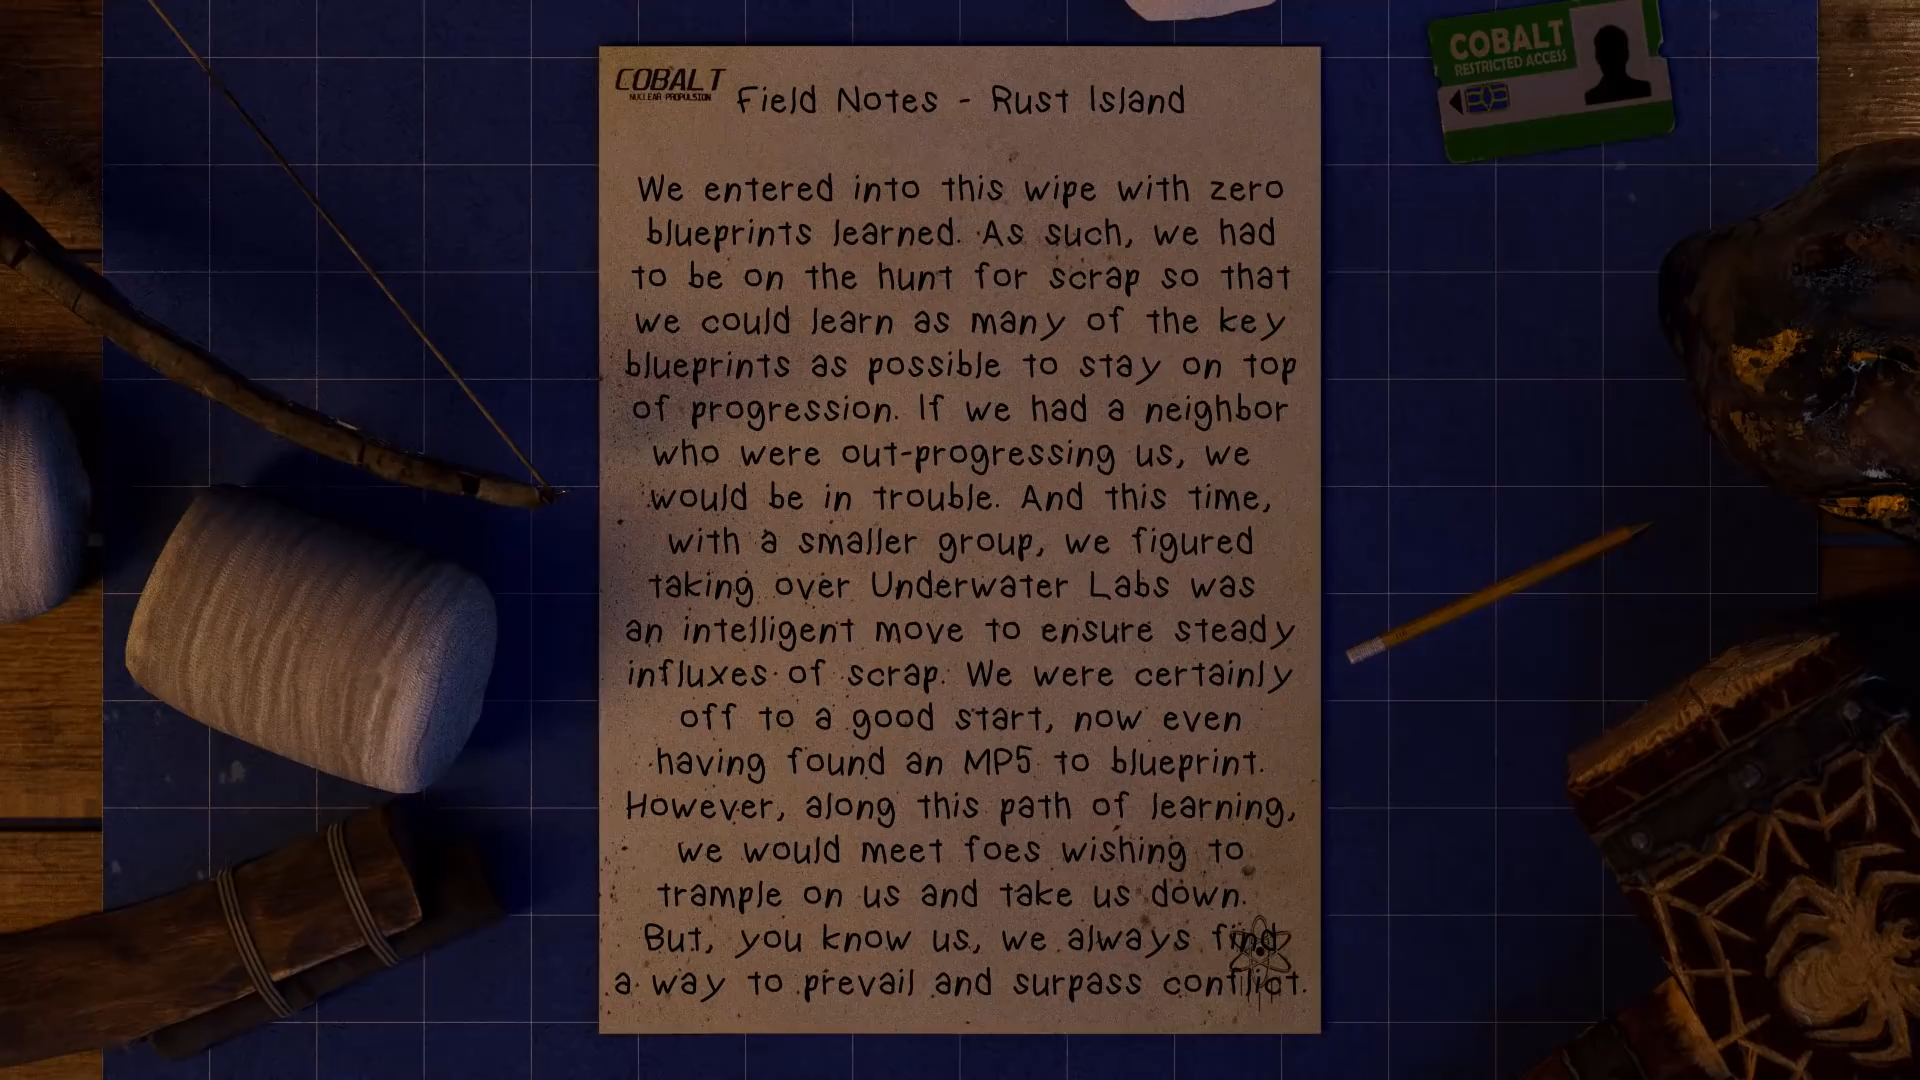 COBALT
NUCLEAR PROPULSION
Field Notes - Rust Island
We entered into this wipe with zero
blueprints learned. As such, we had
to be on the hunt for scrap so that
we could learn as many of the key
blueprints as possible to stay on top
of progression. If we had a neighbor
who were out-progressing us, we
would be in trouble. And this time,
with a smaller group, we figured
taking over Underwater Labs was
an intelligent move to ensure steady
influxes of scrap. We were certainly
off to a good start, now even
having found an MP5 to blueprint.
However, along this path of learning,
we would meet foes wishing to
trample on us and take us down.
But, you know us, we always find
a way to prevail and surpass conflict.
COBALT
RESTRICTED ACCESS